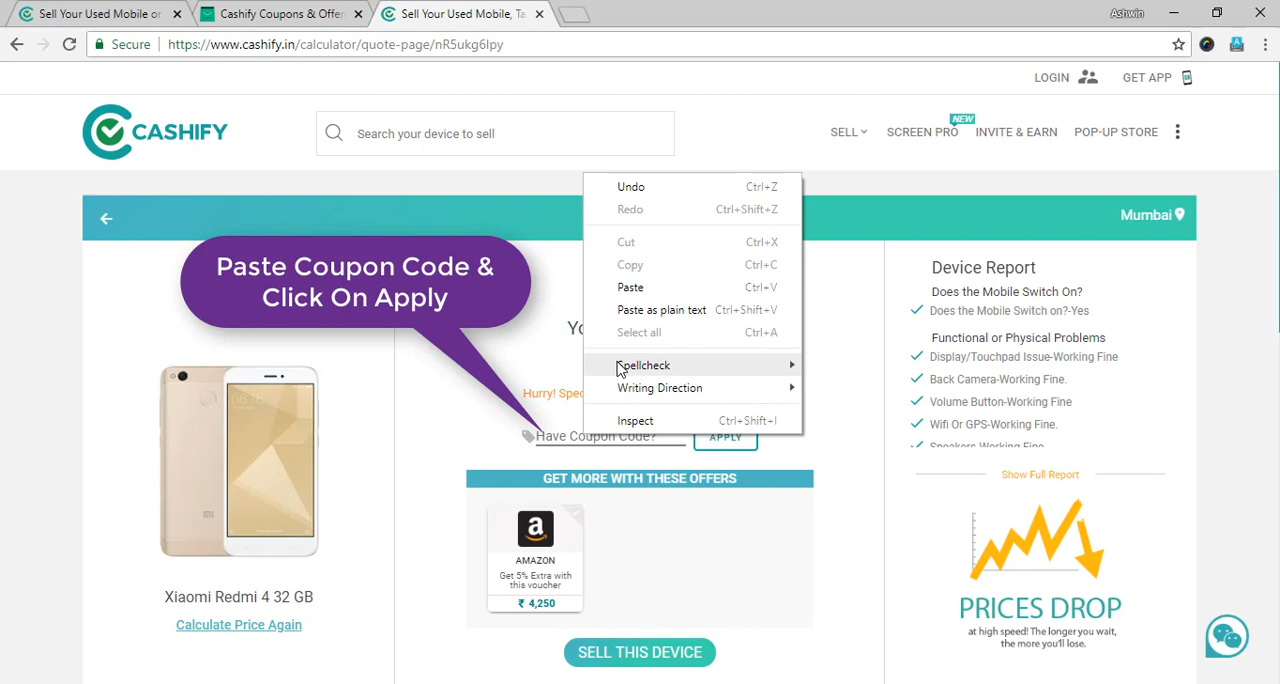 Sell Your Used Mobile or
Cashify Coupons & Offer
Sell Your Used Mobile, Ta
Ashwin
Secure
https://www.cashify.in/calculator/quote-page/nR5ukg6lpy
LOGIN
GET APP
CASHIFY
Search your device to sell
SELL
SCREEN PRO
NEW
INVITE & EARN
POP-UP STORE
Mumbai
Paste Coupon Code &
Click On Apply
Undo Ctrl+Z
Redo Ctrl+Shift+Z
Cut Ctrl+X
Copy Ctrl+C
Paste Ctrl+V
Paste as plain text Ctrl+Shift+V
Select all Ctrl+A
Spellcheck
Writing Direction
Inspect Ctrl+Shift+I
Hurry!
Have Coupon Code?
APPLY
GET MORE WITH THESE OFFERS
a
AMAZON
Get 5% Extra with
this voucher
₹ 4,250
SELL THIS DEVICE
Xiaomi Redmi 4 32 GB
Calculate Price Again
Device Report
Does the Mobile Switch On?
Does the Mobile Switch on?-Yes
Functional or Physical Problems
Display/Touchpad Issue-Working Fine
Back Camera-Working Fine.
Volume Button-Working Fine
Wifi Or GPS-Working Fine.
Speakers-Working Fine
Show Full Report
PRICES DROP
at high speed! The longer you wait,
the more you'll lose.